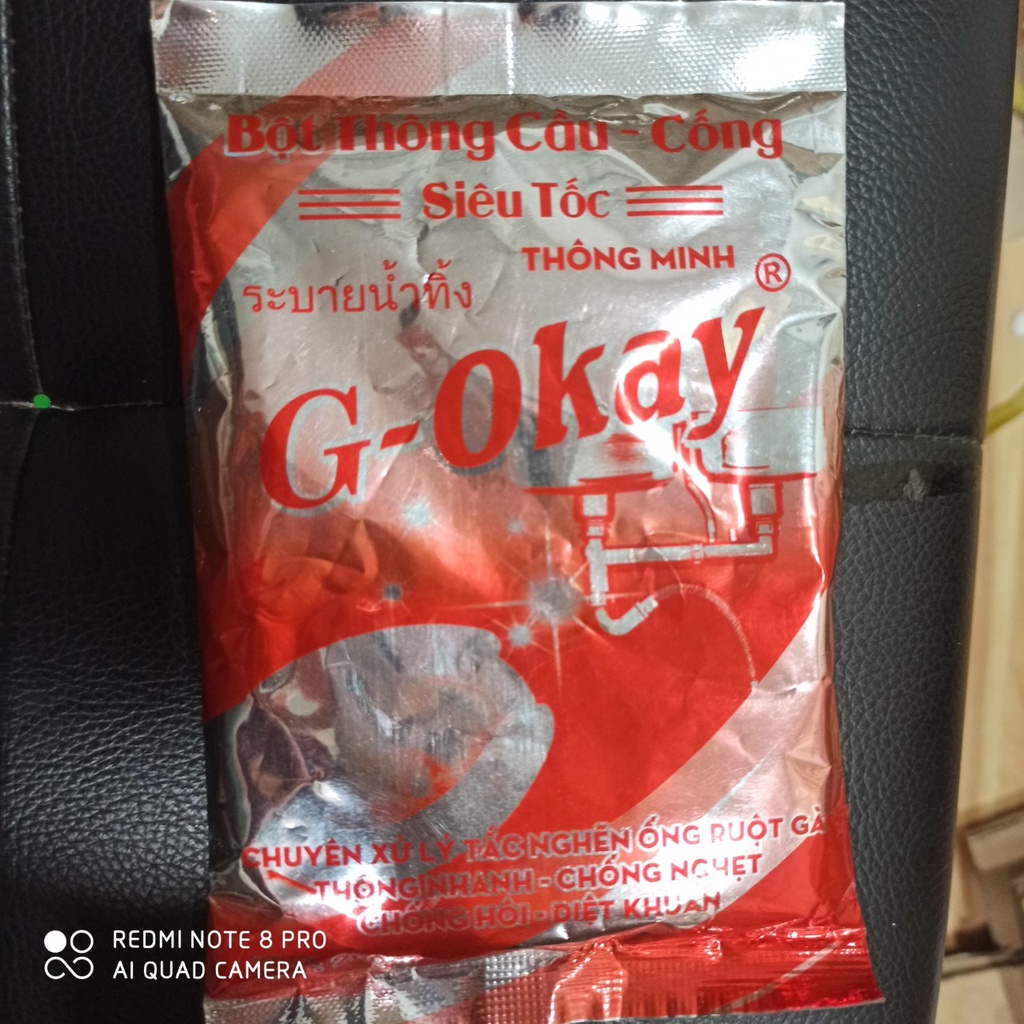 Bột Thông Cầu - Cống
Siêu Tốc
THÔNG MINH
ระบายน้ำทิ้ง
G-Okay ®
CHUYÊN XỬ LÝ TẮC NGHẼN ỐNG RUỘT GÀ
THÔNG NHANH - CHỐNG NGHẸT
CHỐNG HÔI - DIỆT KHUẨN
REDMI NOTE 8 PRO
AI QUAD CAMERA